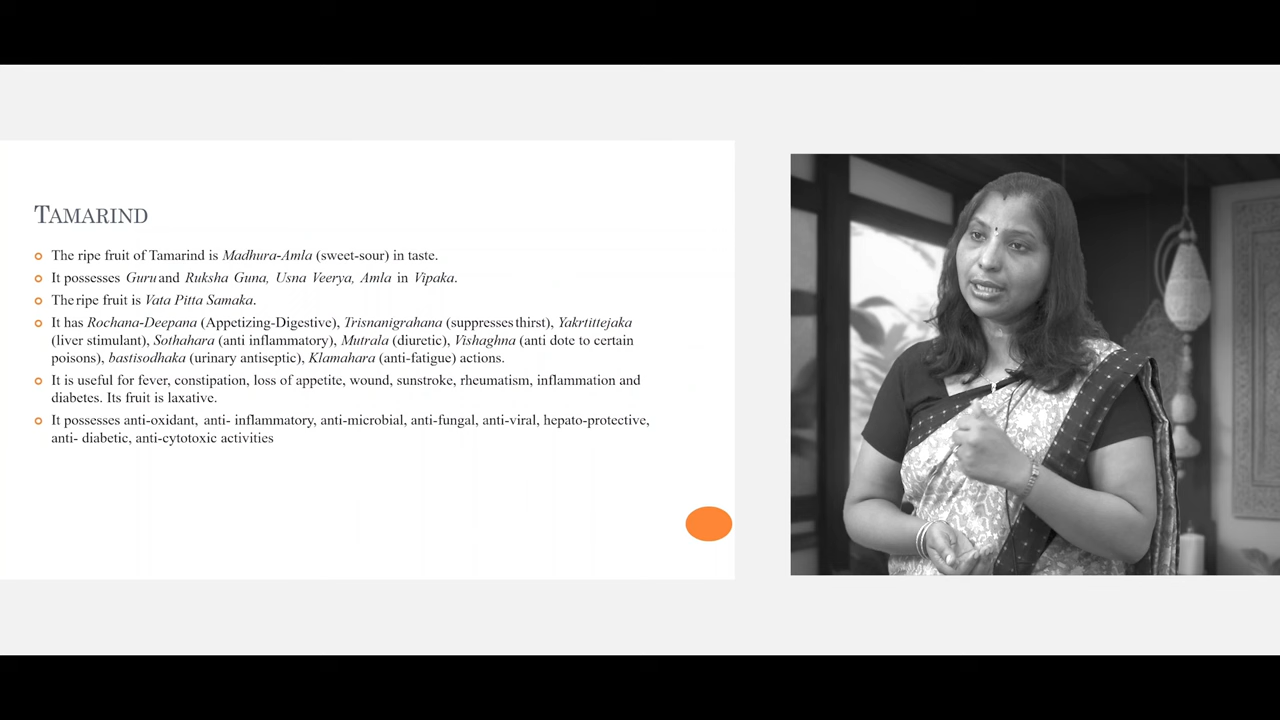 TAMARIND
The ripe fruit of Tamarind is Madhura-Amla (sweet-sour) in taste.
It possesses Guru and Ruksha Guna, Usna Veerya, Amla in Vipaka.
The ripe fruit is Vata Pitta Samaka.
It has Rochana-Deepana (Appetizing-Digestive), Trisnanigrahana (suppresses thirst), Yakrtittejaka
(liver stimulant), Sothahara (anti inflammatory), Mutrala (diuretic), Vishaghna (anti dote to certain
poisons), bastisodhaka (urinary antiseptic), Klamahara (anti-fatigue) actions.
It is useful for fever, constipation, loss of appetite, wound, sunstroke, rheumatism, inflammation and
diabetes. Its fruit is laxative.
It possesses anti-oxidant, anti- inflammatory, anti-microbial, anti-fungal, anti-viral, hepato-protective,
anti- diabetic, anti-cytotoxic activities